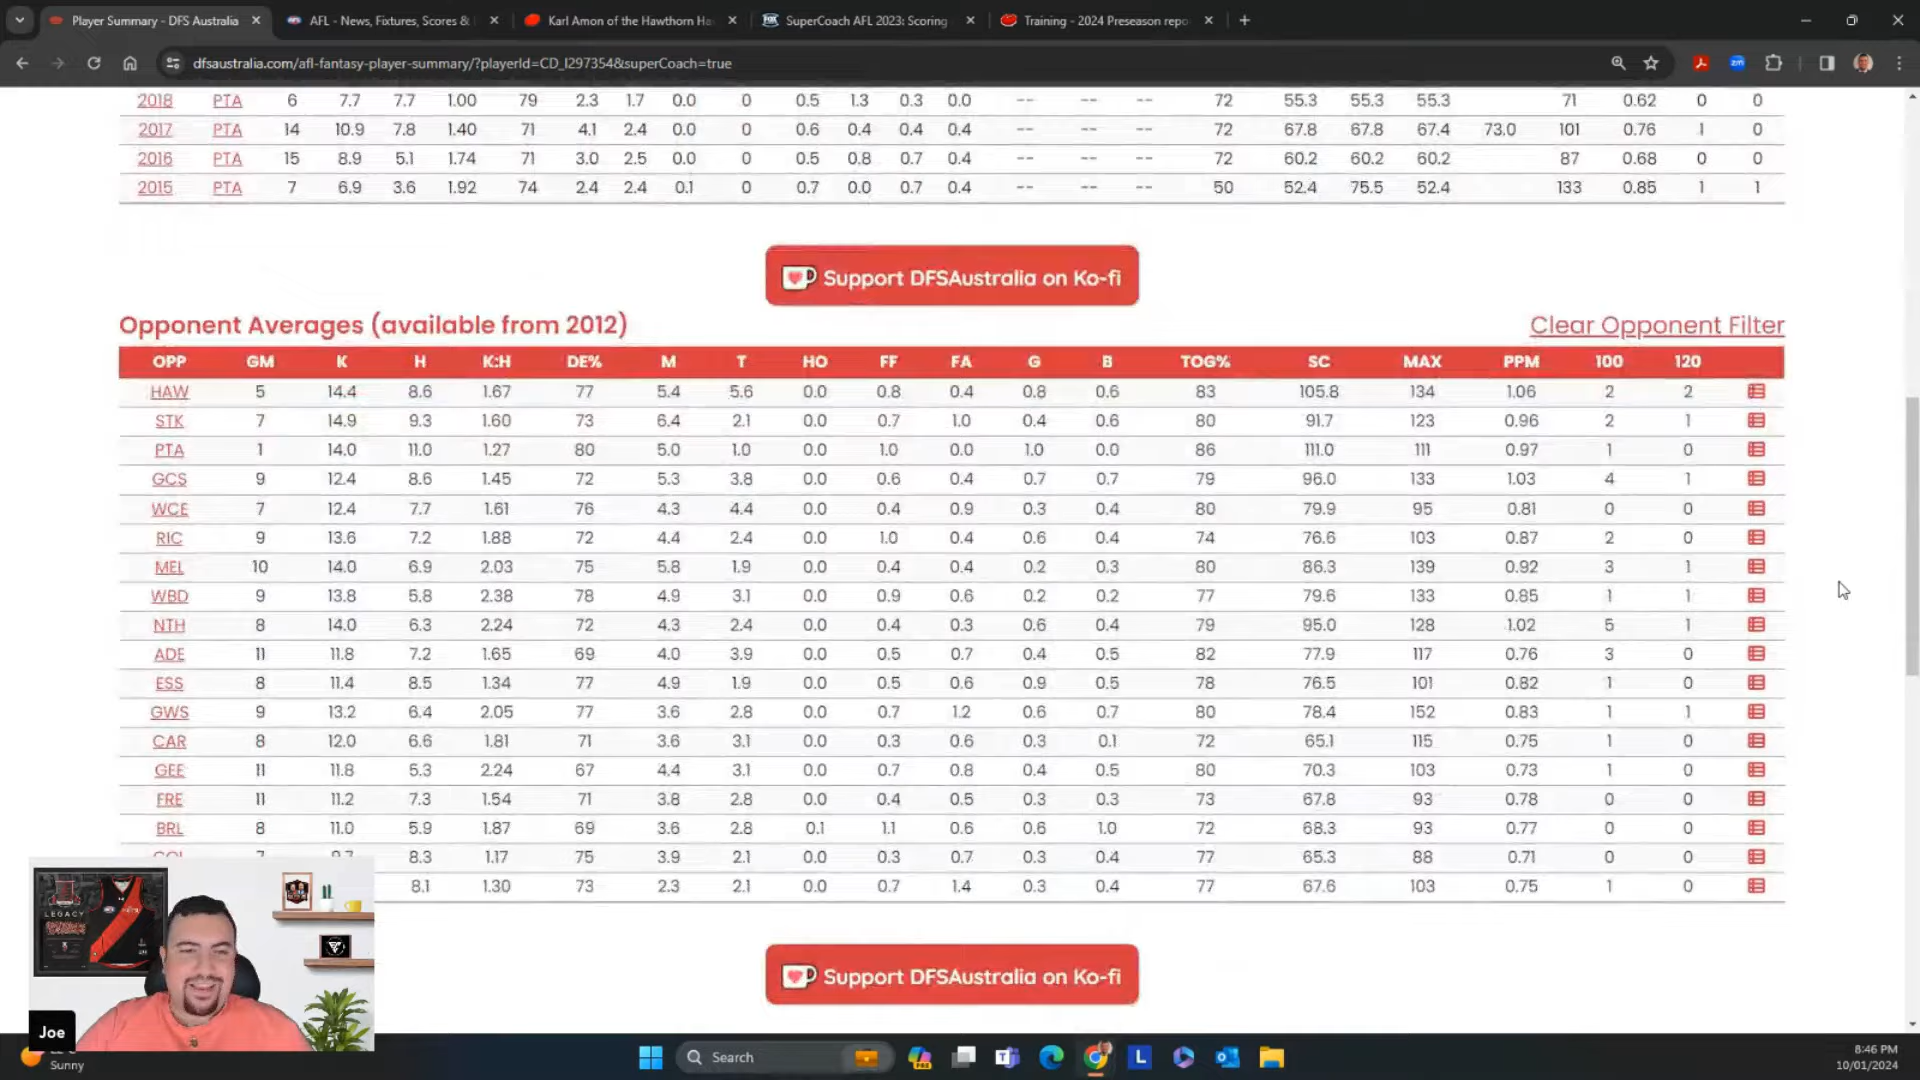 Player Summary - DFS Australia
AFL - News, Fixtures, Scores &
Karl Amon of the Hawthorn Ha
SuperCoach AFL 2023: Scoring
Training - 2024 Preseason repo
dfsaustralia.com/afl-fantasy-player-summary/?playerId=CD_I297354&superCoach=true
2018 PTA 6 7.7 7.7 1.00 79 2.3 1.7 0.0 0 0.5 1.3 0.3 0.0 -- -- -- 72 55.3 55.3 55.3 71 0.62 0 0
2017 PTA 14 10.9 7.8 1.40 71 4.1 2.4 0.0 0 0.6 0.4 0.4 0.4 -- -- -- 72 67.8 67.8 67.4 73.0 101 0.76 1 0
2016 PTA 15 8.9 5.1 1.74 71 3.0 2.5 0.0 0 0.5 0.8 0.7 0.4 -- -- -- 72 60.2 60.2 60.2 87 0.68 0 0
2015 PTA 7 6.9 3.6 1.92 74 2.4 2.4 0.1 0 0.7 0.0 0.7 0.4 -- -- -- 50 52.4 75.5 52.4 133 0.85 1 1
Support DFSAustralia on Ko-fi
Opponent Averages (available from 2012) Clear Opponent Filter
OPP GM K H K:H DE% M T HO FF FA G B TOG% SC MAX PPM 100 120
HAW 5 14.4 8.6 1.67 77 5.4 5.6 0.0 0.8 0.4 0.8 0.6 83 105.8 134 1.06 2 2
STK 7 14.9 9.3 1.60 73 6.4 2.1 0.0 0.7 1.0 0.4 0.6 80 91.7 123 0.96 2 1
PTA 1 14.0 11.0 1.27 80 5.0 1.0 0.0 1.0 0.0 1.0 0.0 86 111.0 111 0.97 1 0
GCS 9 12.4 8.6 1.45 72 5.3 3.8 0.0 0.6 0.4 0.7 0.7 79 96.0 133 1.03 4 1
WCE 7 12.4 7.7 1.61 76 4.3 4.4 0.0 0.4 0.9 0.3 0.4 80 79.9 95 0.81 0 0
RIC 9 13.6 7.2 1.88 72 4.4 2.4 0.0 1.0 0.4 0.6 0.4 74 76.6 103 0.87 2 0
MEL 10 14.0 6.9 2.03 75 5.8 1.9 0.0 0.4 0.4 0.2 0.3 80 86.3 139 0.92 3 1
WBD 9 13.8 5.8 2.38 78 4.9 3.1 0.0 0.9 0.6 0.2 0.2 77 79.6 133 0.85 1 1
NTH 8 14.0 6.3 2.24 72 4.3 2.4 0.0 0.4 0.3 0.6 0.4 79 95.0 128 1.02 5 1
ADE 11 11.8 7.2 1.65 69 4.0 3.9 0.0 0.5 0.7 0.4 0.5 82 77.9 117 0.76 3 0
ESS 8 11.4 8.5 1.34 77 4.9 1.9 0.0 0.5 0.6 0.9 0.5 78 76.5 101 0.82 1 0
GWS 9 13.2 6.4 2.05 77 3.6 2.8 0.0 0.7 1.2 0.6 0.7 80 78.4 152 0.83 1 1
CAR 8 12.0 6.6 1.81 71 3.6 3.1 0.0 0.3 0.6 0.3 0.1 72 65.1 115 0.75 1 0
GEE 11 11.8 5.3 2.24 67 4.4 3.1 0.0 0.7 0.8 0.4 0.5 80 70.3 103 0.73 1 0
FRE 11 11.2 7.3 1.54 71 3.8 2.8 0.0 0.4 0.5 0.3 0.3 73 67.8 93 0.78 0 0
BRL 8 11.0 5.9 1.87 69 3.6 2.8 0.1 1.1 0.6 0.6 1.0 72 68.3 93 0.77 0 0
8.3 1.17 75 3.9 2.1 0.0 0.3 0.7 0.3 0.4 77 65.3 88 0.71 0 0
8.1 1.30 73 2.3 2.1 0.0 0.7 1.4 0.3 0.4 77 67.6 103 0.75 1 0
Support DFSAustralia on Ko-fi
LEGACY
Joe
Sunny
Search
8:46 PM
10/01/2024